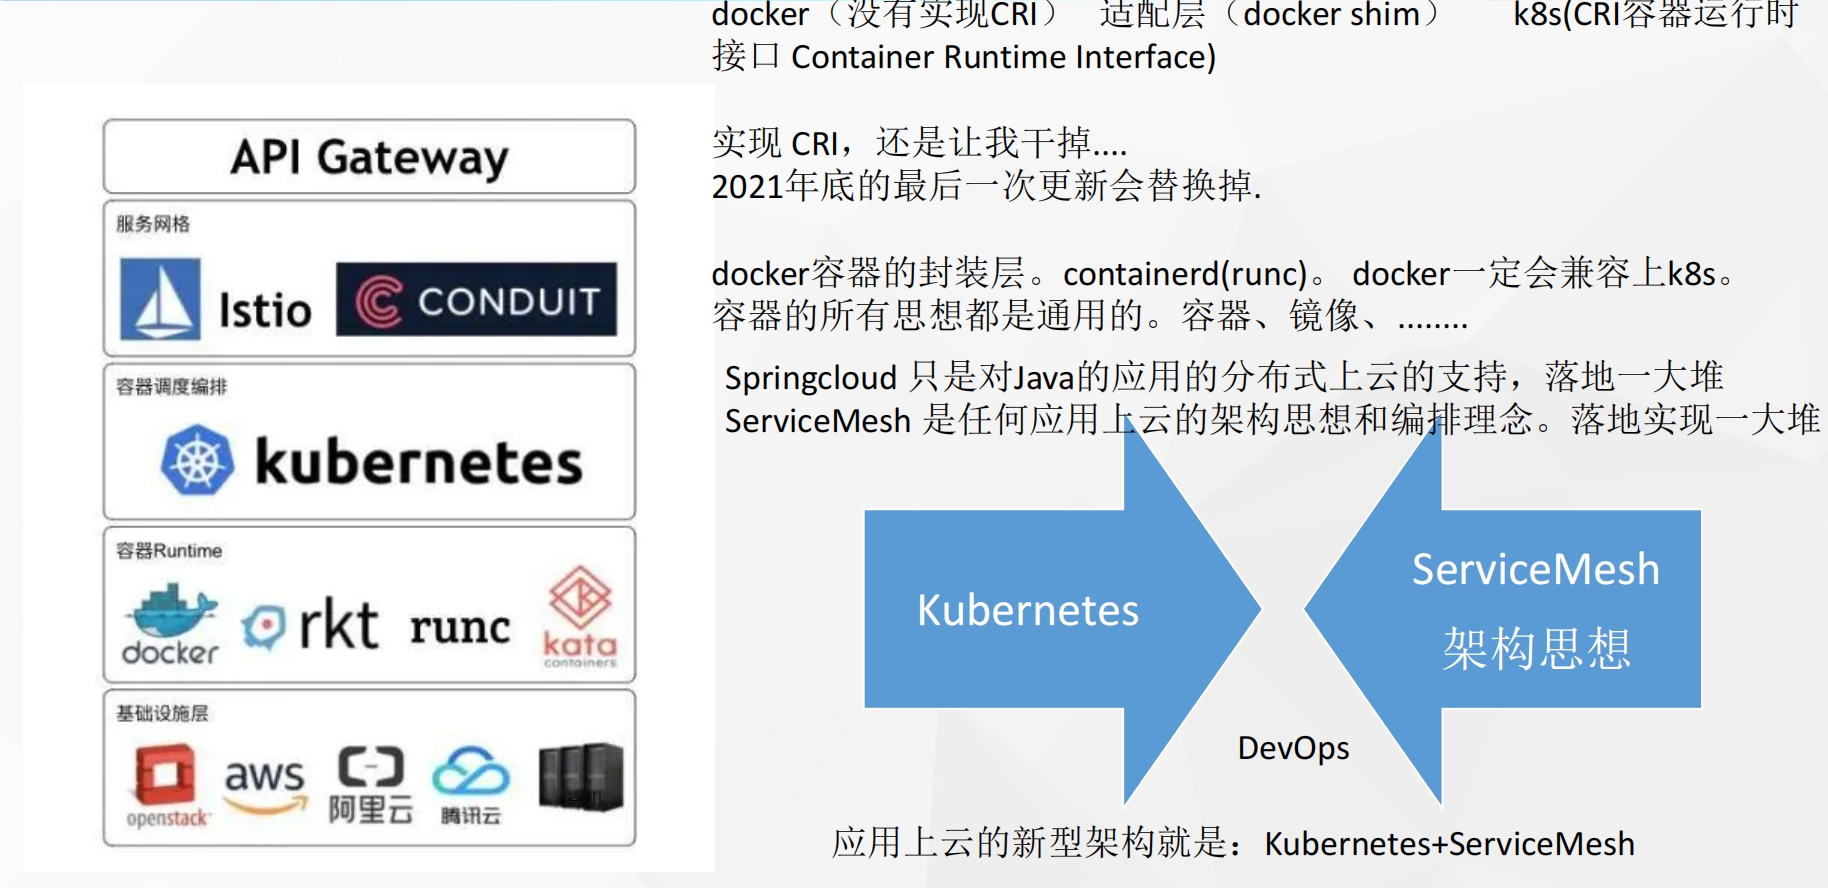 docker（没有实现CRI） 适配层（docker shim） k8s(CRI容器运行时
接口 Container Runtime Interface)
实现 CRI，还是让我干掉....
2021年底的最后一次更新会替换掉.
docker容器的封装层。containerd(runc)。 docker一定会兼容上k8s。
容器的所有思想都是通用的。容器、镜像、........
Springcloud 只是对Java的应用的分布式上云的支持，落地一大堆
ServiceMesh 是任何应用上云的架构思想和编排理念。落地实现一大堆
API Gateway
服务网格
Istio
CONDUIT
容器调度编排
kubernetes
容器Runtime
docker
rkt
runc
kata
containers
基础设施层
openstack
aws
阿里云
腾讯云
Kubernetes
ServiceMesh
架构思想
DevOps
应用上云的新型架构就是：Kubernetes+ServiceMesh